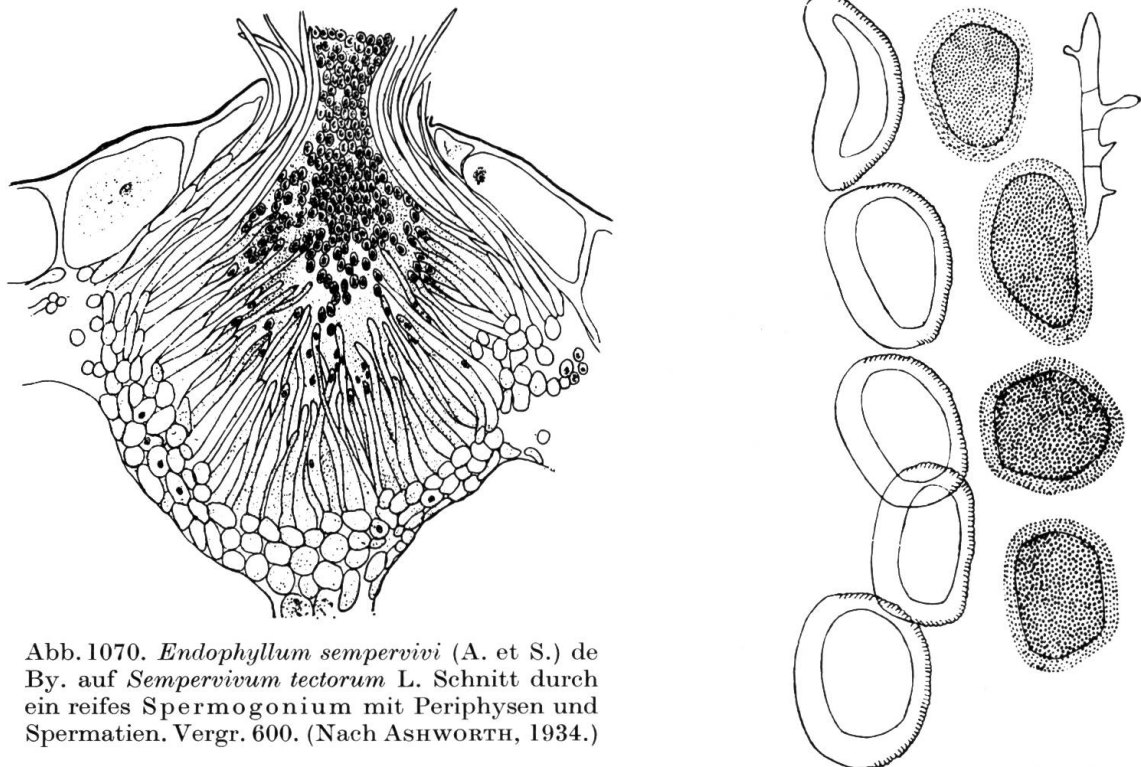 Abb. 1070. Endophyllum sempervivi (A. et S.) de
By. auf Sempervivum tectorum L. Schnitt durch
ein reifes Spermogonium mit Periphysen und
Spermatien. Vergr. 600. (Nach ASHWORTH, 1934.)